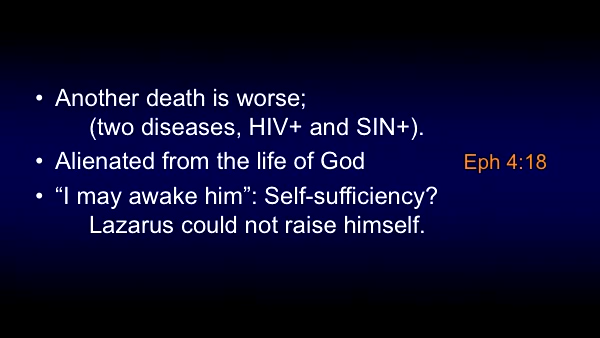 • Another death is worse;
(two diseases, HIV+ and SIN+).
• Alienated from the life of God Eph 4:18
• “I may awake him”: Self-sufficiency?
Lazarus could not raise himself.